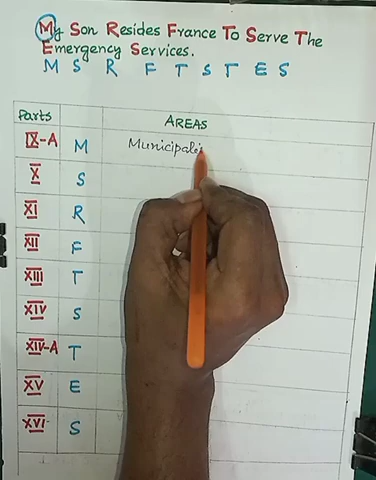 My Son Resides France To Serve The
Emergency Services.
M S R F T S T E S
Parts AREAS
IX-A M Municipali
X S
XI R
XII F
XIII T
XIV S
XIV-A T
XV E
XVI S